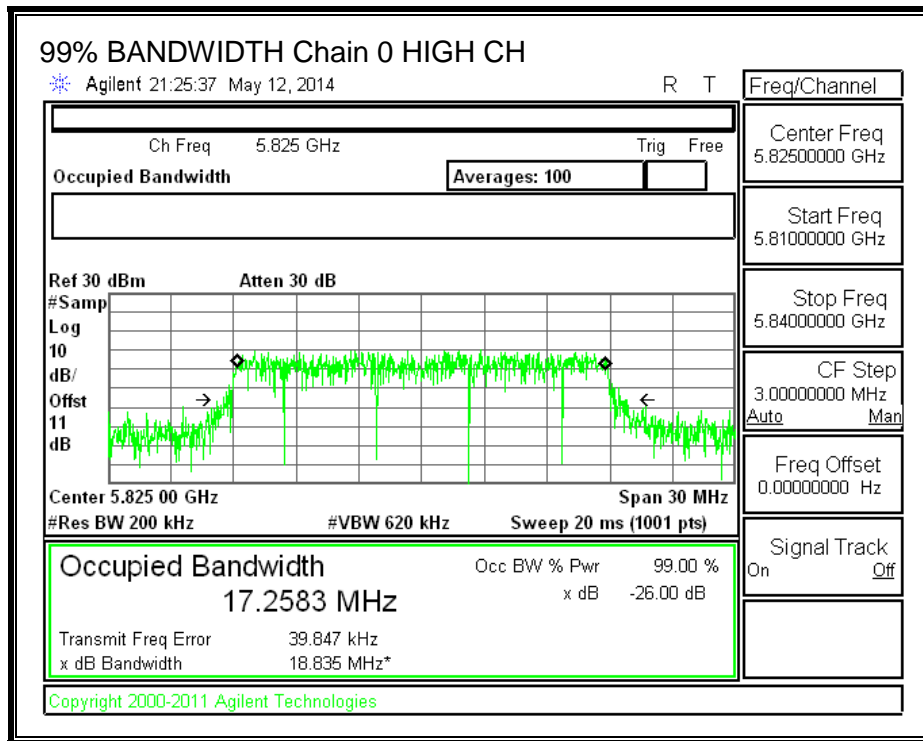 99% BANDWIDTH Chain 0 HIGH CH
Agilent 21:25:37 May 12, 2014 R T
Freq/Channel
Ch Freq 5.825 GHz Trig Free
Occupied Bandwidth Averages: 100
Center Freq
5.82500000 GHz
Start Freq
5.81000000 GHz
Stop Freq
5.84000000 GHz
CF Step
3.00000000 MHz
Auto Man
Freq Offset
0.00000000 Hz
Signal Track
On Off
Ref 30 dBm Atten 30 dB
#Samp
Log
10
dB/
Offst
11
dB
Center 5.825 00 GHz Span 30 MHz
#Res BW 200 kHz #VBW 620 kHz Sweep 20 ms (1001 pts)
Occupied Bandwidth Occ BW % Pwr 99.00 %
17.2583 MHz x dB -26.00 dB
Transmit Freq Error 39.847 kHz
x dB Bandwidth 18.835 MHz*
Copyright 2000-2011 Agilent Technologies